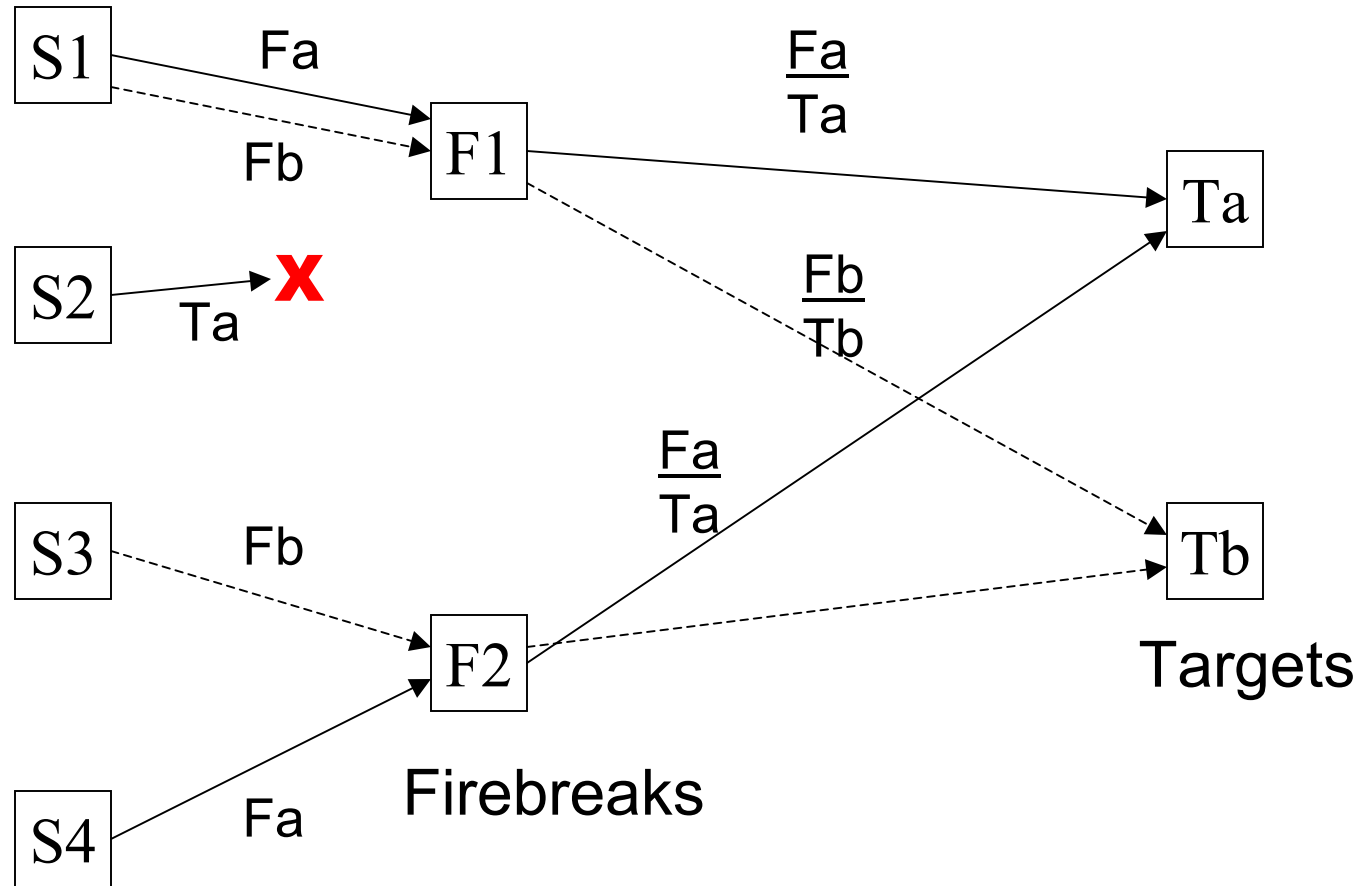 S1
Fa
Fb
F1
Fa
Ta
Ta
S2
Ta
X
Fb
Tb
S3
Fb
F2
Fa
Ta
Tb
Targets
S4
Fa
Firebreaks